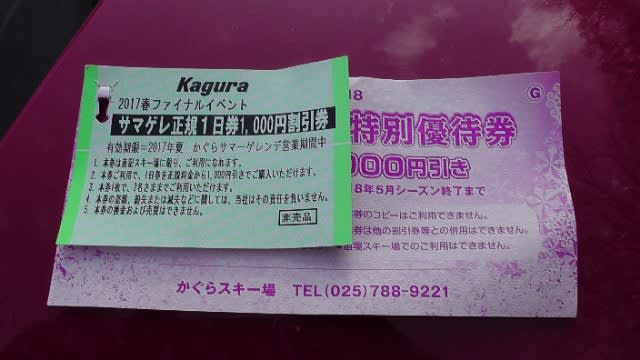 Kagura
2017春ファイナルイベント
サマゲレ正規1日券1,000円割引券
有効期限=2017年夏 かぐらサマーゲレンデ営業期間中
1. 本券は表記スキー場に限り、ご利用になれます。
2. 本券ご利用で、1日券を正規料金から1,000円引きでご購入いただけます。
3. 本券1枚で、7名さままでご利用いただけます。
4. 本券の盗難、紛失または滅失などに関しては、当社はその責任を負いません。
5. 本券の換金および売買はできません。
非売品
18
G
特別優待券
000円引き
8年5月シーズン終了まで
本券のコピーはご利用できません。
券は他の割引券等との併用はできません。
スキー場でのご利用はできません。
かぐらスキー場 TEL(025)788-9221